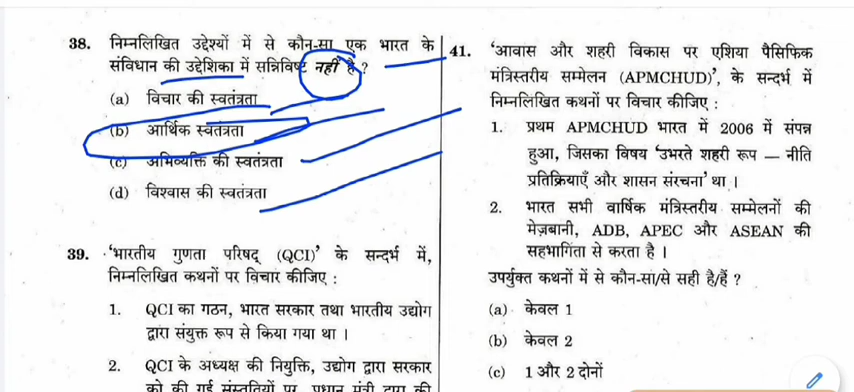 38. निम्नलिखित उद्देश्यों में से कौन-सा एक भारत के
संविधान की उद्देशिका में सन्निविष्ट नहीं है ?
(a) विचार की स्वतंत्रता
(b) आर्थिक स्वतंत्रता
(c) अभिव्यक्ति की स्वतंत्रता
(d) विश्वास की स्वतंत्रता
39. 'भारतीय गुणता परिषद् (QCI)' के सन्दर्भ में,
निम्नलिखित कथनों पर विचार कीजिए :
1. QCI का गठन, भारत सरकार तथा भारतीय उद्योग
द्वारा संयुक्त रूप से किया गया था ।
2. QCI के अध्यक्ष की नियुक्ति, उद्योग द्वारा सरकार
को की गई संस्तुतियों पर प्रधान मंत्री द्वारा की
41. 'आवास और शहरी विकास पर एशिया पैसिफिक
मंत्रिस्तरीय सम्मेलन (APMCHUD)', के सन्दर्भ में
निम्नलिखित कथनों पर विचार कीजिए :
1. प्रथम APMCHUD भारत में 2006 में संपन्न
हुआ, जिसका विषय 'उभरते शहरी रूप — नीति
प्रतिक्रियाएँ और शासन संरचना' था ।
2. भारत सभी वार्षिक मंत्रिस्तरीय सम्मेलनों की
मेज़बानी, ADB, APEC और ASEAN की
सहभागिता से करता है ।
उपर्युक्त कथनों में से कौन-सा/से सही है/हैं ?
(a) केवल 1
(b) केवल 2
(c) 1 और 2 दोनों